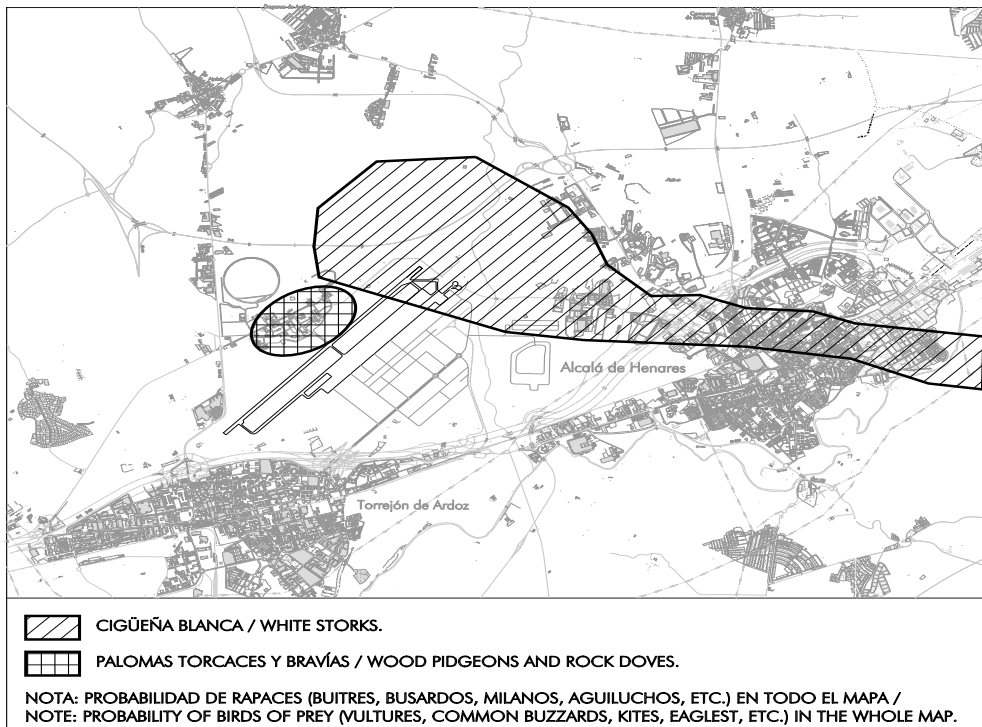 Alcalá de Henares
Torrejón de Ardoz
CIGÜEÑA BLANCA / WHITE STORKS.
PALOMAS TORCACES Y BRAVÍAS / WOOD PIDGEONS AND ROCK DOVES.
NOTA: PROBABILIDAD DE RAPACES (BUITRES, BUSARDOS, MILANOS, AGUILUCHOS, ETC.) EN TODO EL MAPA /
NOTE: PROBABILITY OF BIRDS OF PREY (VULTURES, COMMON BUZZARDS, KITES, EAGLEST, ETC.) IN THE WHOLE MAP.